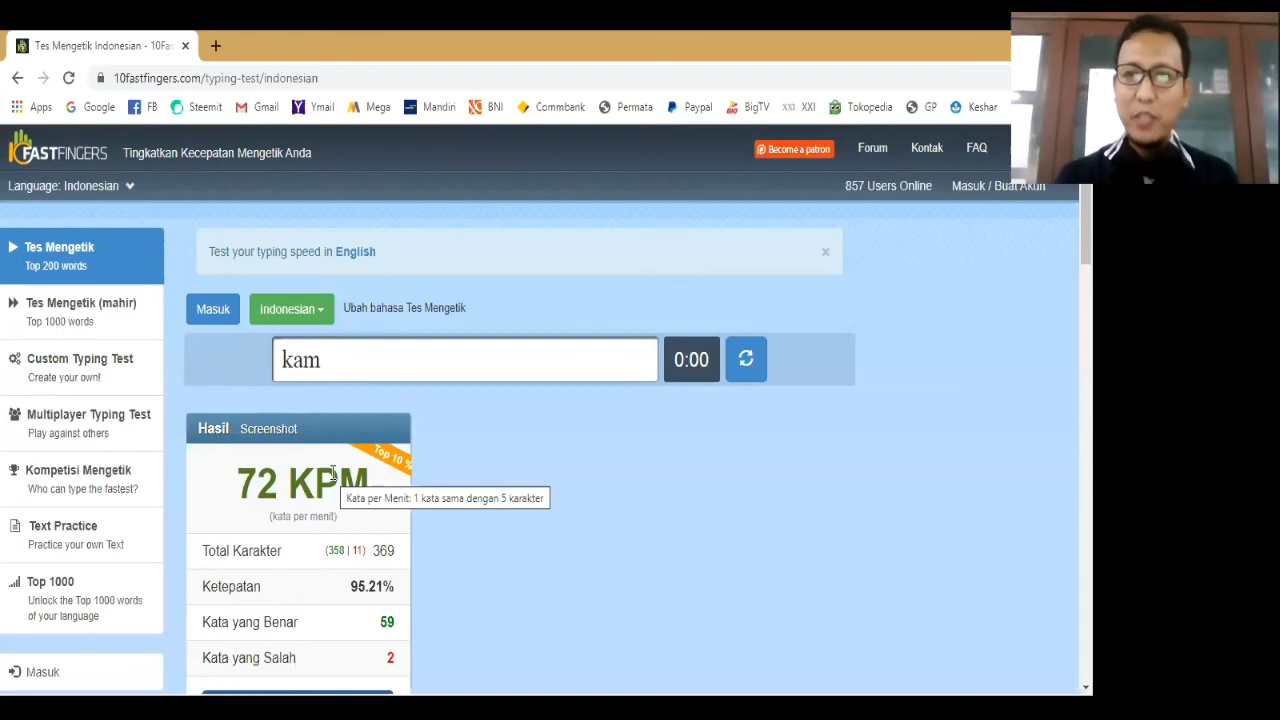 Tes Mengetik Indonesian - 10Fa
10fastfingers.com/typing-test/indonesian
Apps Google FB Steemit Gmail Ymail Mega Mandiri BNI Commbank Permata Paypal BigTV XXI Tokopedia GP Keshar
FASTFINGERS Tingkatkan Kecepatan Mengetik Anda Become a patron Forum Kontak FAQ
Language: Indonesian 857 Users Online Masuk / Buat Akun
Tes Mengetik
Top 200 words
Test your typing speed in English ×
Tes Mengetik (mahir)
Top 1000 words
Masuk Indonesian Ubah bahasa Tes Mengetik
Custom Typing Test
Create your own!
kam 0:00
Multiplayer Typing Test
Play against others
Hasil Screenshot
Top 10 %
Kompetisi Mengetik
Who can type the fastest?
72 KPM
Kata per Menit: 1 kata sama dengan 5 karakter
(kata per menit)
Text Practice
Practice your own Text
Total Karakter (358 | 11) 369
Top 1000
Unlock the Top 1000 words
of your language
Ketepatan 95.21%
Kata yang Benar 59
Kata yang Salah 2
Masuk